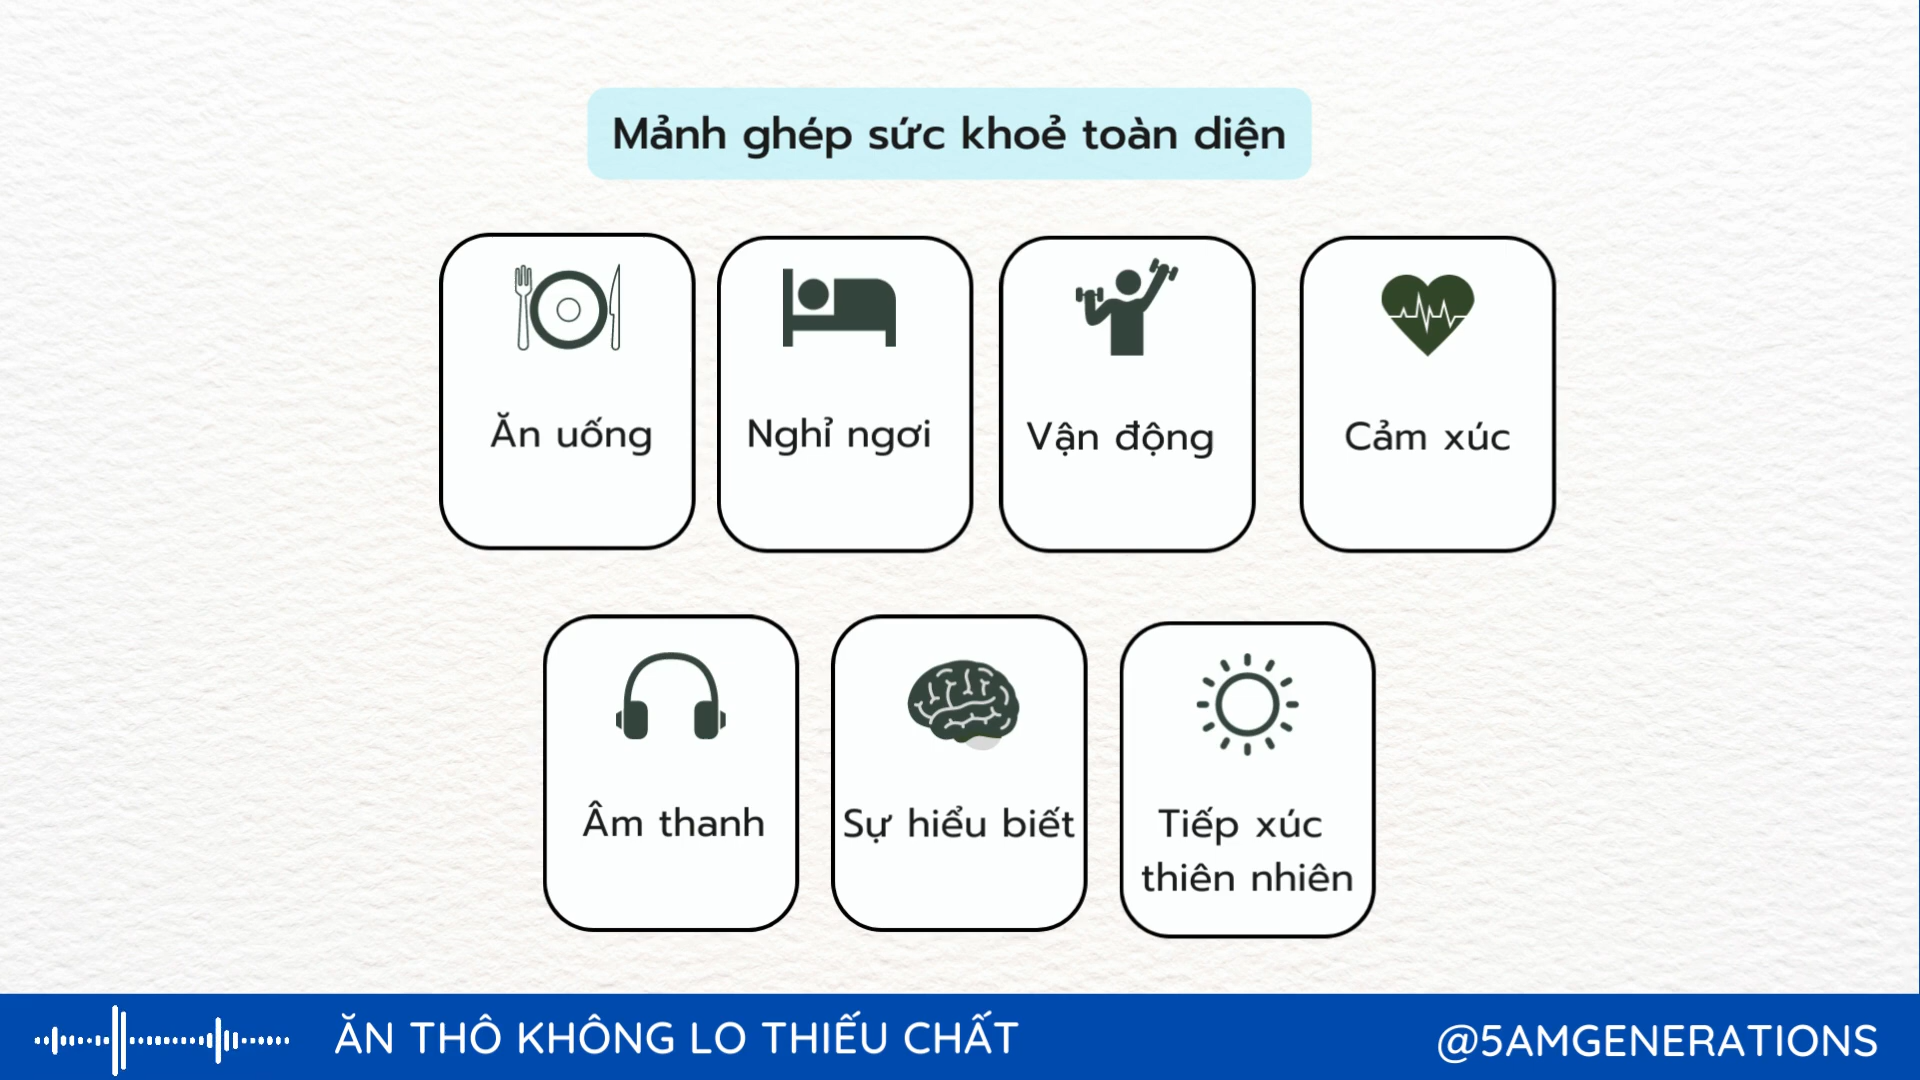 Mảnh ghép sức khoẻ toàn diện
Ăn uống
Nghỉ ngơi
Vận động
Cảm xúc
Âm thanh
Sự hiểu biết
Tiếp xúc
thiên nhiên
ĂN THÔ KHÔNG LO THIẾU CHẤT
@5AMGENERATIONS